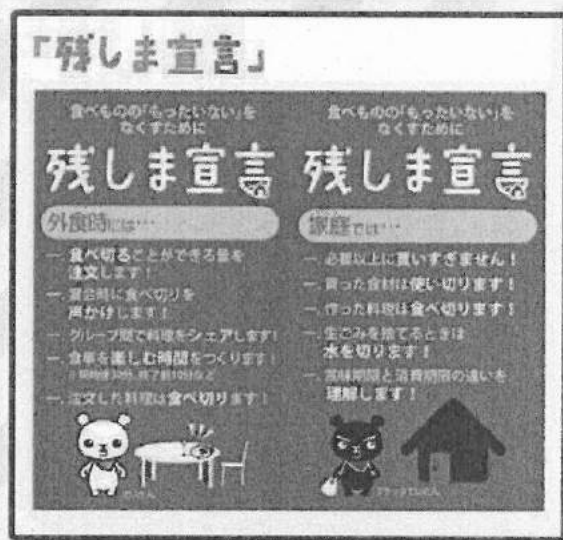 「残しま宣言」
食べものの「もったいない」を
なくすために
残しま宣言
外食時には…
一. 食べ切ることができる量を
注文します！
一. 宴会時に食べ切りを
声かけします！
一. グループ間で料理をシェアします！
一. 食事を楽しむ時間をつくります！
一. 注文した料理は食べ切ります！
食べものの「もったいない」を
なくすために
残しま宣言
家庭では…
一. 必要以上に買いすぎません！
一. 買った食材は使い切ります！
一. 作った料理は食べ切ります！
一. 生ごみを捨てるときは
水を切ります！
一. 賞味期限と消費期限の違いを
理解します！